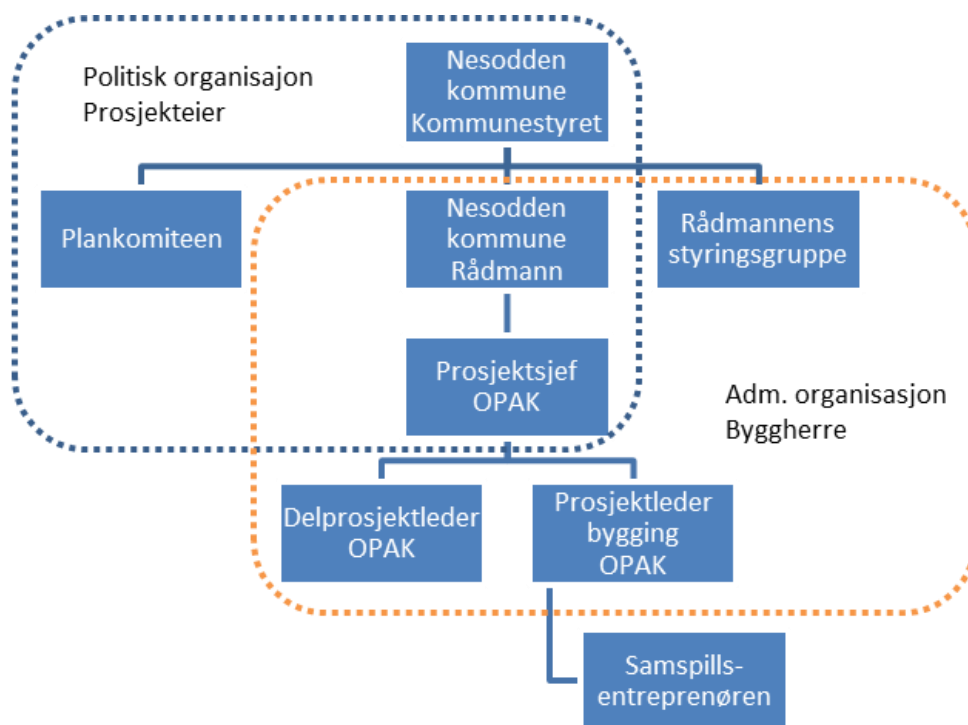 Politisk organisajon
Prosjekteier
Nesodden
kommune
Kommunestyret
Plankomiteen
Nesodden
kommune
Rådmann
Rådmannens
styringsgruppe
Prosjektsjef
OPAK
Adm. organisasjon
Byggherre
Delprosjektleder
OPAK
Prosjektleder
bygging
OPAK
Samspills-
entreprenøren